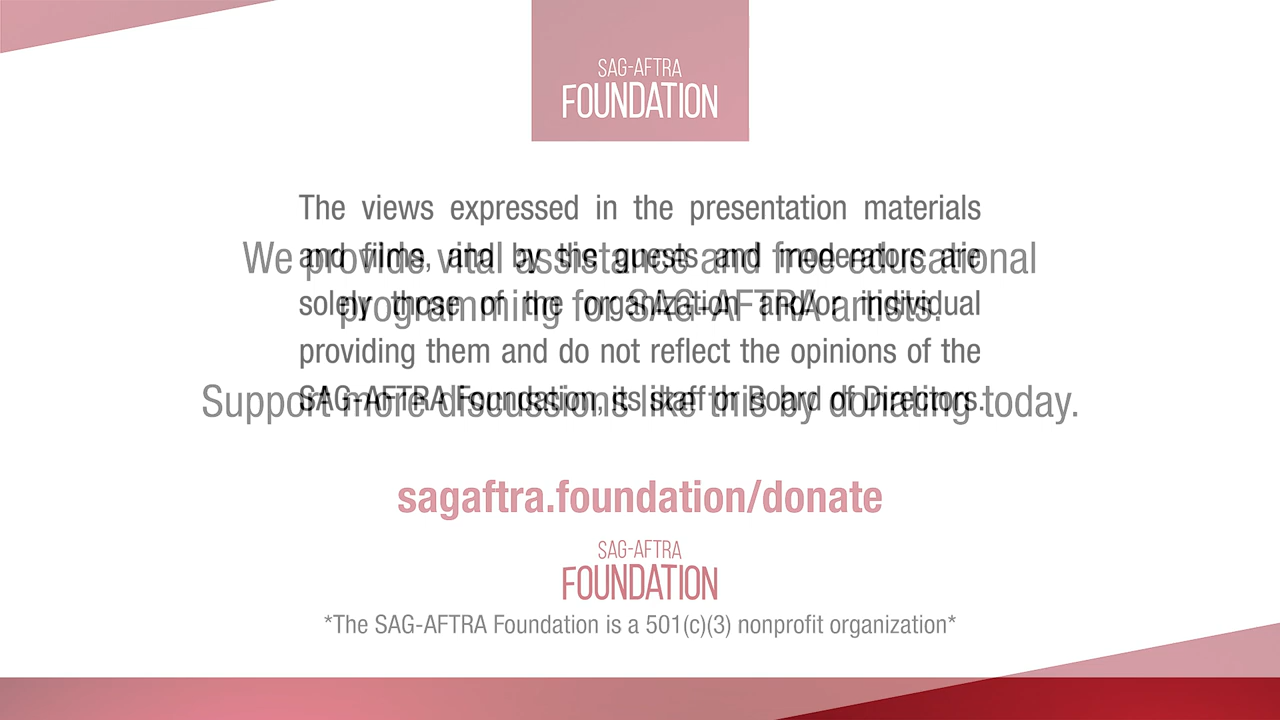 SAG-AFTRA
FOUNDATION
The views expressed in the presentation materials
We provide vital assistance and free educational
and films, and by the guests and moderators are
programming for SAG-AFTRA artists.
solely those of the organization and/or individual
providing them and do not reflect the opinions of the
SAG-AFTRA Foundation, its staff or Board of Directors.
Support more discussions like this by donating today.
sagaftra.foundation/donate
SAG-AFTRA
FOUNDATION
*The SAG-AFTRA Foundation is a 501(c)(3) nonprofit organization*